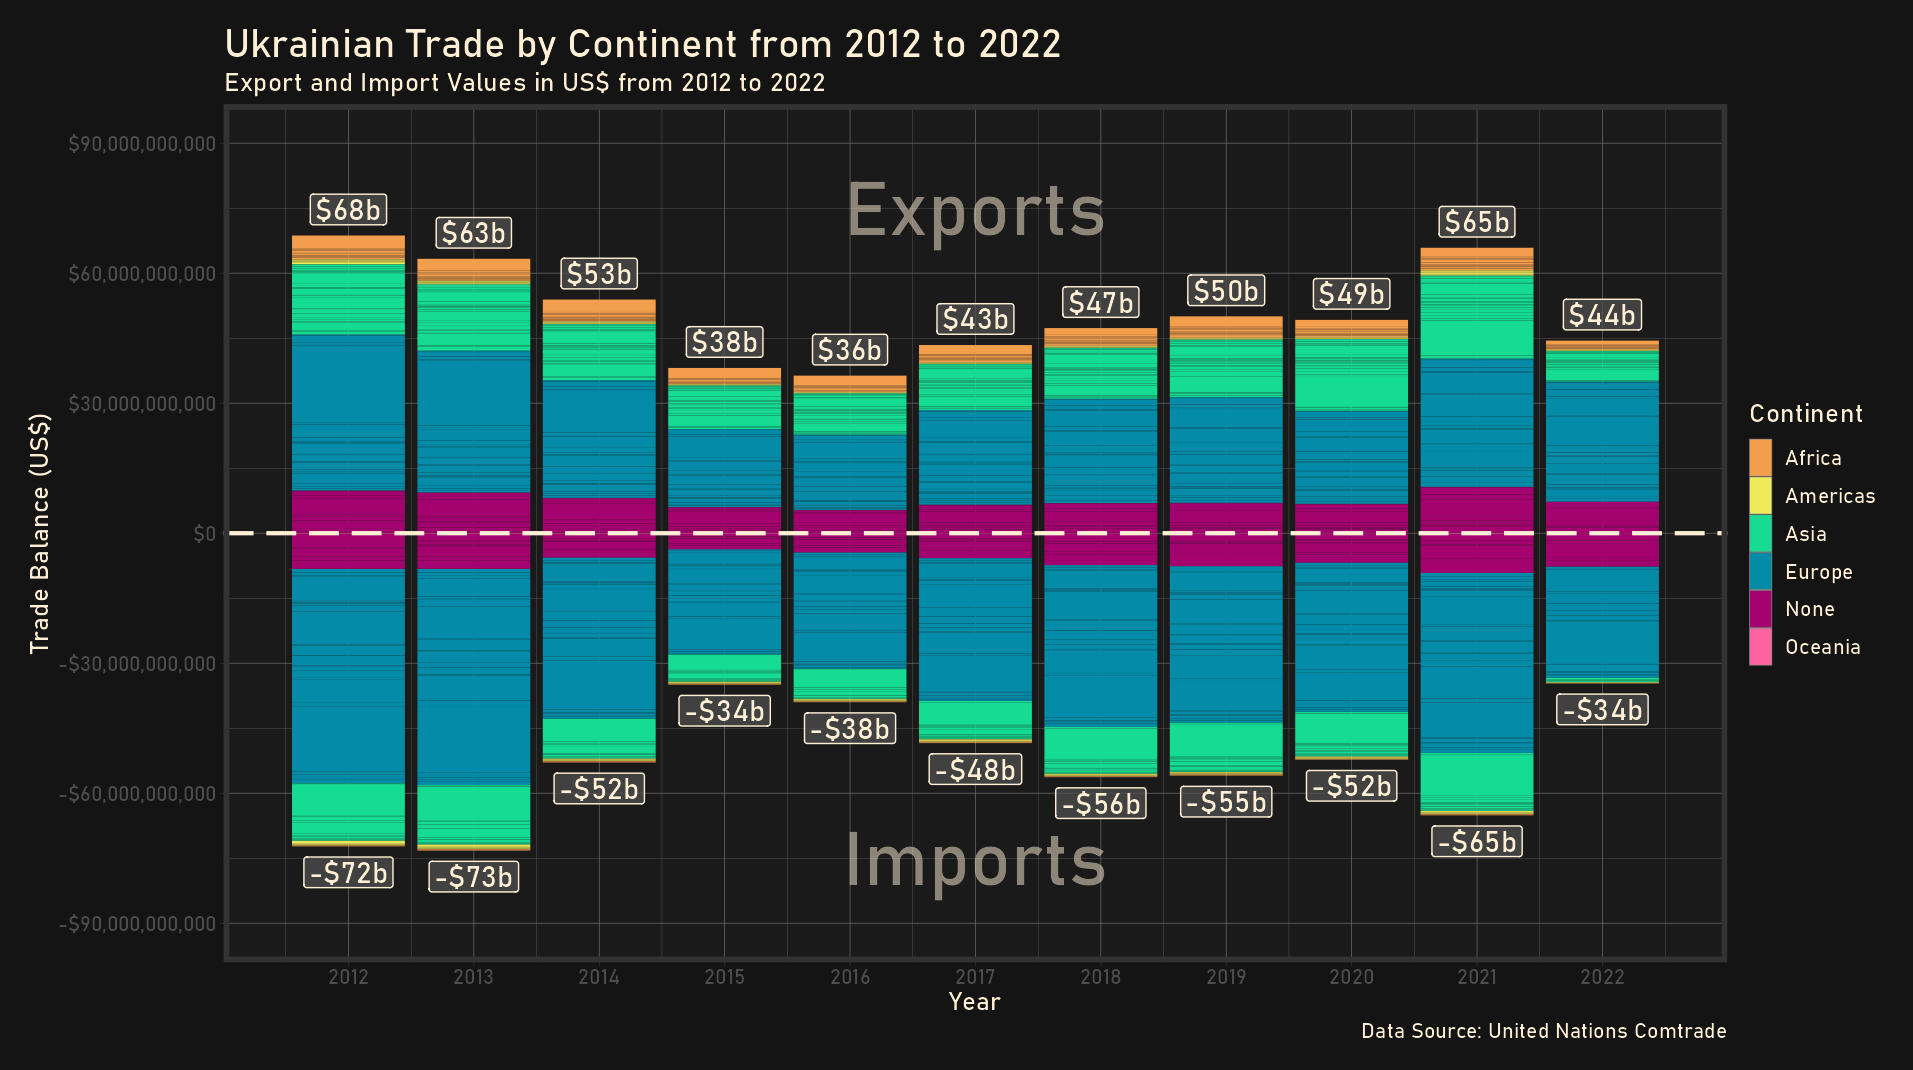 Ukrainian Trade by Continent from 2012 to 2022
Export and Import Values in US$ from 2012 to 2022
Trade Balance (US$)
$90,000,000,000
$60,000,000,000
$30,000,000,000
$0
-$30,000,000,000
-$60,000,000,000
-$90,000,000,000
Exports
$68b
$63b
$53b
$38b
$36b
$43b
$47b
$50b
$49b
$65b
$44b
-$72b
-$73b
-$52b
-$34b
-$38b
-$48b
-$56b
-$55b
-$52b
-$65b
-$34b
Imports
2012 2013 2014 2015 2016 2017 2018 2019 2020 2021 2022
Year
Continent
Africa
Americas
Asia
Europe
None
Oceania
Data Source: United Nations Comtrade